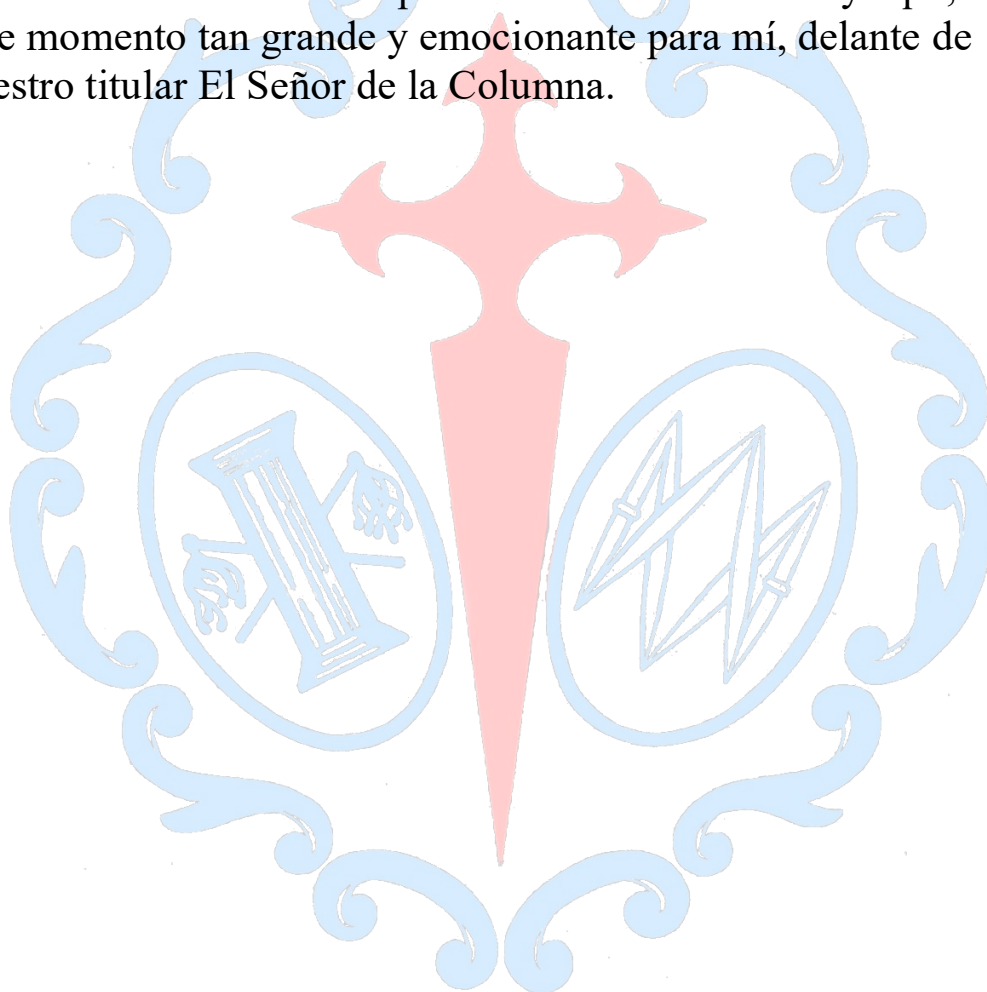 e momento tan grande y emocionante para mí, delante de
estro titular El Señor de la Columna.